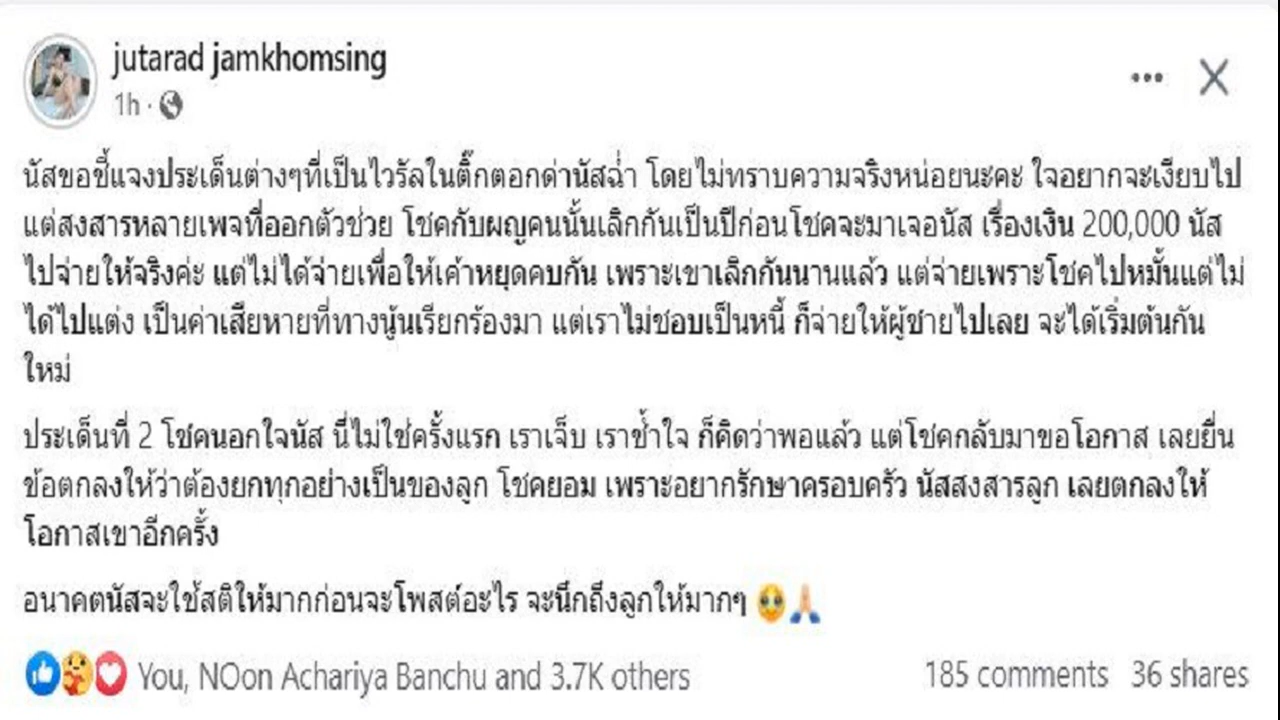 jutarad jamkhomsing
1h ·
นัสขอชี้แจงประเด็นต่างๆที่เป็นไวรัลในติ๊กตอกด่านัสฉ่ำ โดยไม่ทราบความจริงหน่อยนะคะ ใจอยากจะเงียบไป
แต่สงสารหลายเพจที่ออกตัวช่วย โชคกับผญคนนั้นเลิกกันเป็นปีก่อนโชคจะมาเจอนัส เรื่องเงิน 200,000 นัส
ไปจ่ายให้จริงค่ะ แต่ไม่ได้จ่ายเพื่อให้เค้าหยุดคบกัน เพราะเขาเลิกกันนานแล้ว แต่จ่ายเพราะโชคไปหมั้นแต่ไม่
ได้ไปแต่ง เป็นค่าเสียหายที่ทางนู้นเรียกร้องมา แต่เราไม่ชอบเป็นหนี้ ก็จ่ายให้ผู้ชายไปเลย จะได้เริ่มต้นกัน
ใหม่
ประเด็นที่ 2 โชคนอกใจนัส นี่ไม่ใช่ครั้งแรก เราเจ็บ เราช้ำใจ ก็คิดว่าพอแล้ว แต่โชคกลับมาขอโอกาส เลยยื่น
ข้อตกลงให้ว่าต้องยกทุกอย่างเป็นของลูก โชคยอม เพราะอยากรักษาครอบครัว นัสสงสารลูก เลยตกลงให้
โอกาสเขาอีกครั้ง
อนาคตนัสจะใช้สติให้มากก่อนจะโพสต์อะไร จะนึกถึงลูกให้มากๆ 🥹🙏🏻
You, NOon Achariya Banchu and 3.7K others
185 comments 36 shares